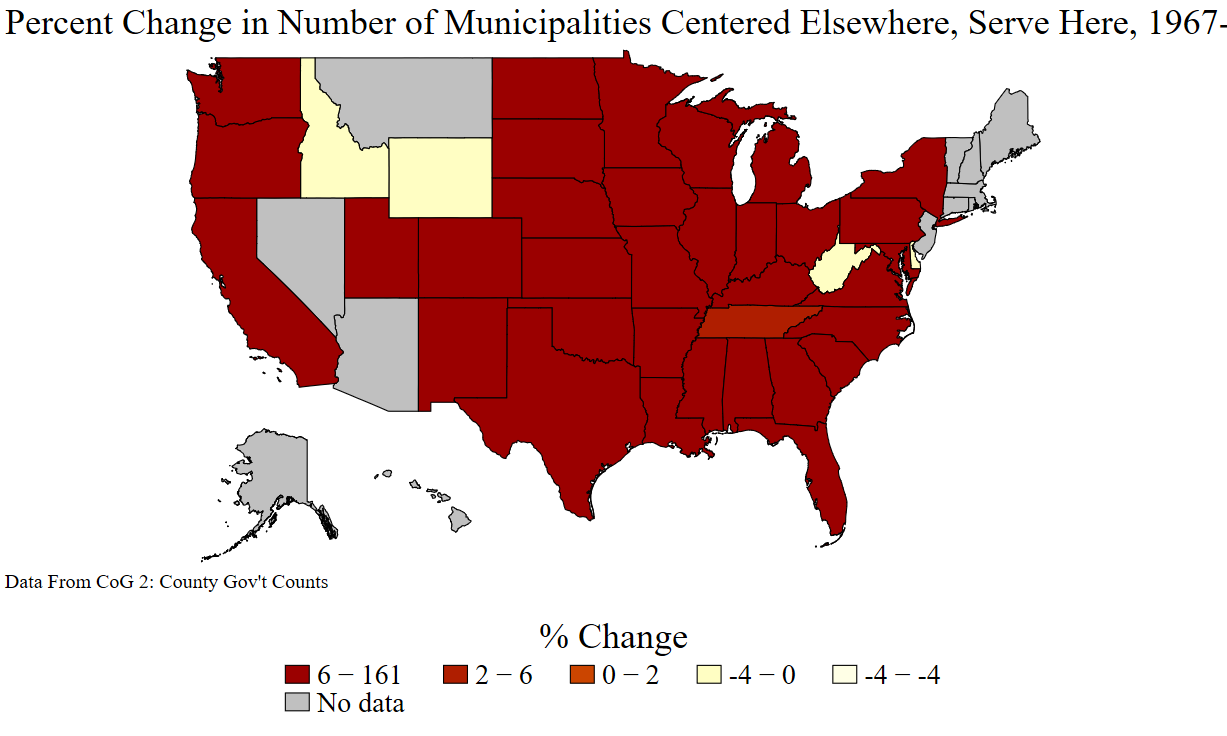 Percent Change in Number of Municipalities Centered Elsewhere, Serve Here, 1967-
Data From CoG 2: County Gov't Counts
% Change
6 − 161 2 − 6 0 − 2 -4 − 0 -4 − -4
No data